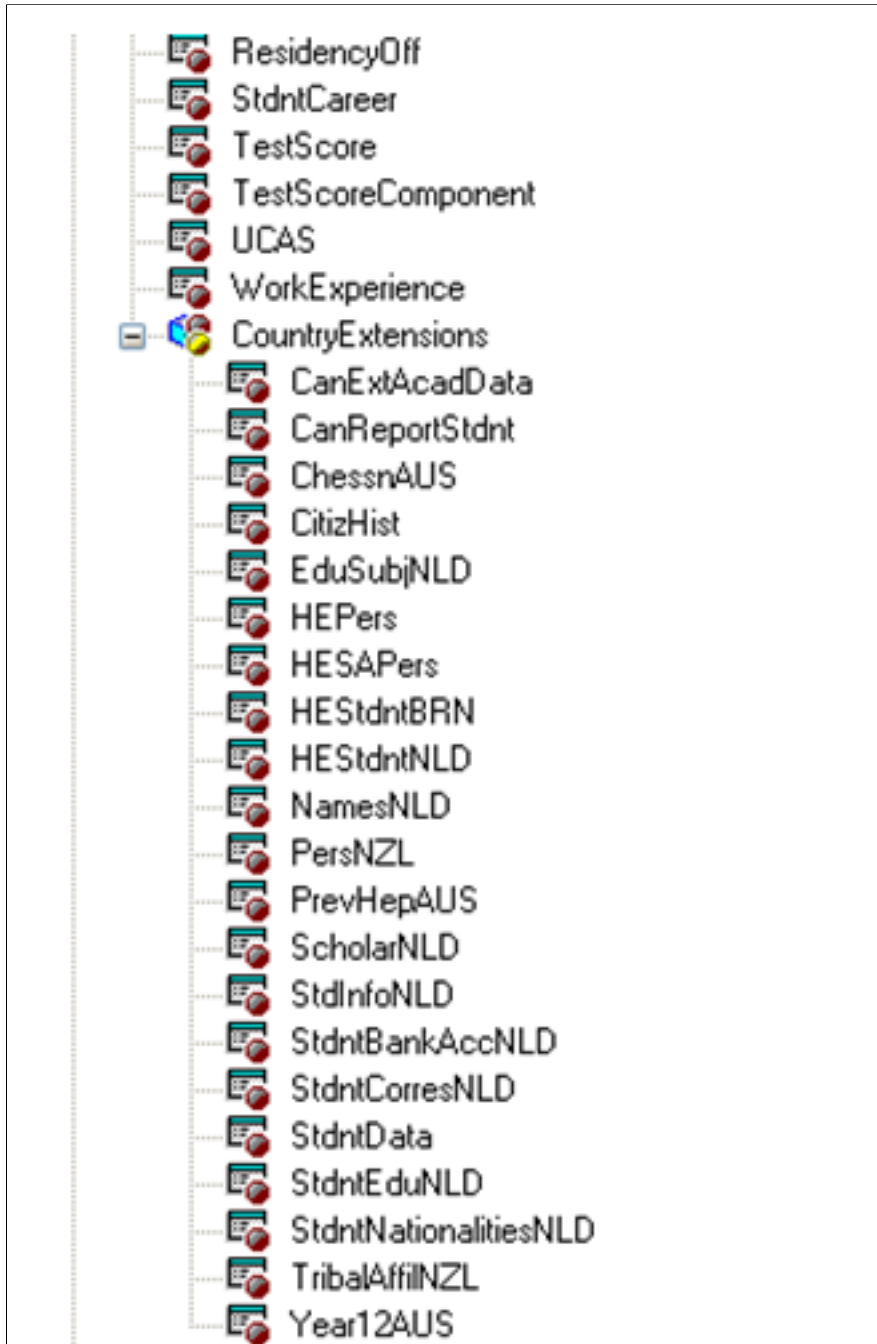 ResidencyOff
StdntCareer
TestScore
TestScoreComponent
UCAS
WorkExperience
CountryExtensions
CanExtAcadData
CanReportStdnt
ChessnAUS
CitizHist
EduSubjNLD
HEPers
HESAPers
HEStdntBRN
HEStdntNLD
NamesNLD
PersNZL
PrevHepAUS
ScholarNLD
StdInfoNLD
StdntBankAccNLD
StdntCorresNLD
StdntData
StdntEduNLD
StdntNationalitiesNLD
TribalAffilNZL
Year12AUS